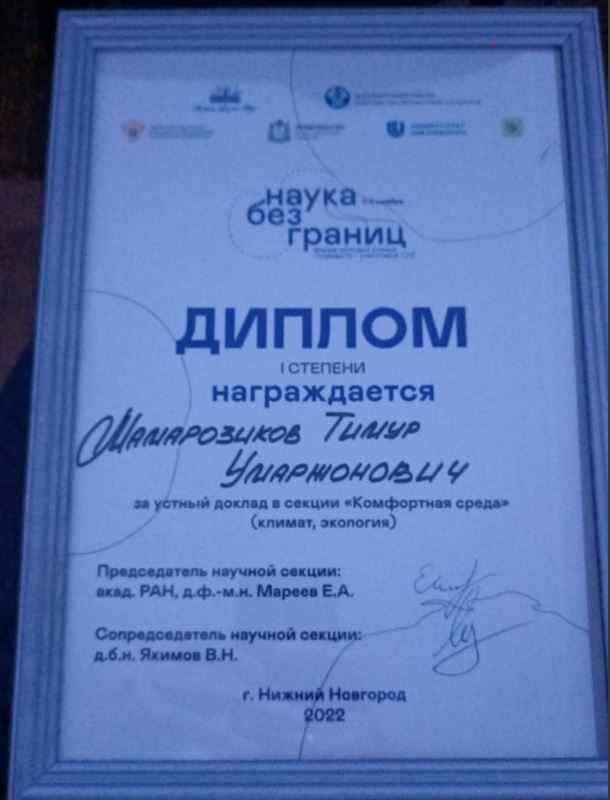 УНИВЕРСИТЕТ
наука
без
границ
ДИПЛОМ
I СТЕПЕНИ
награждается
Шамарозиков Тимур
Умаржонович
за устный доклад в секции «Комфортная среда»
(климат, экология)
Председатель научной секции:
акад. РАН, д.ф.-м.н. Мареев Е.А.
Сопредседатель научной секции:
д.б.н. Якимов В.Н.
г. Нижний Новгород
2022